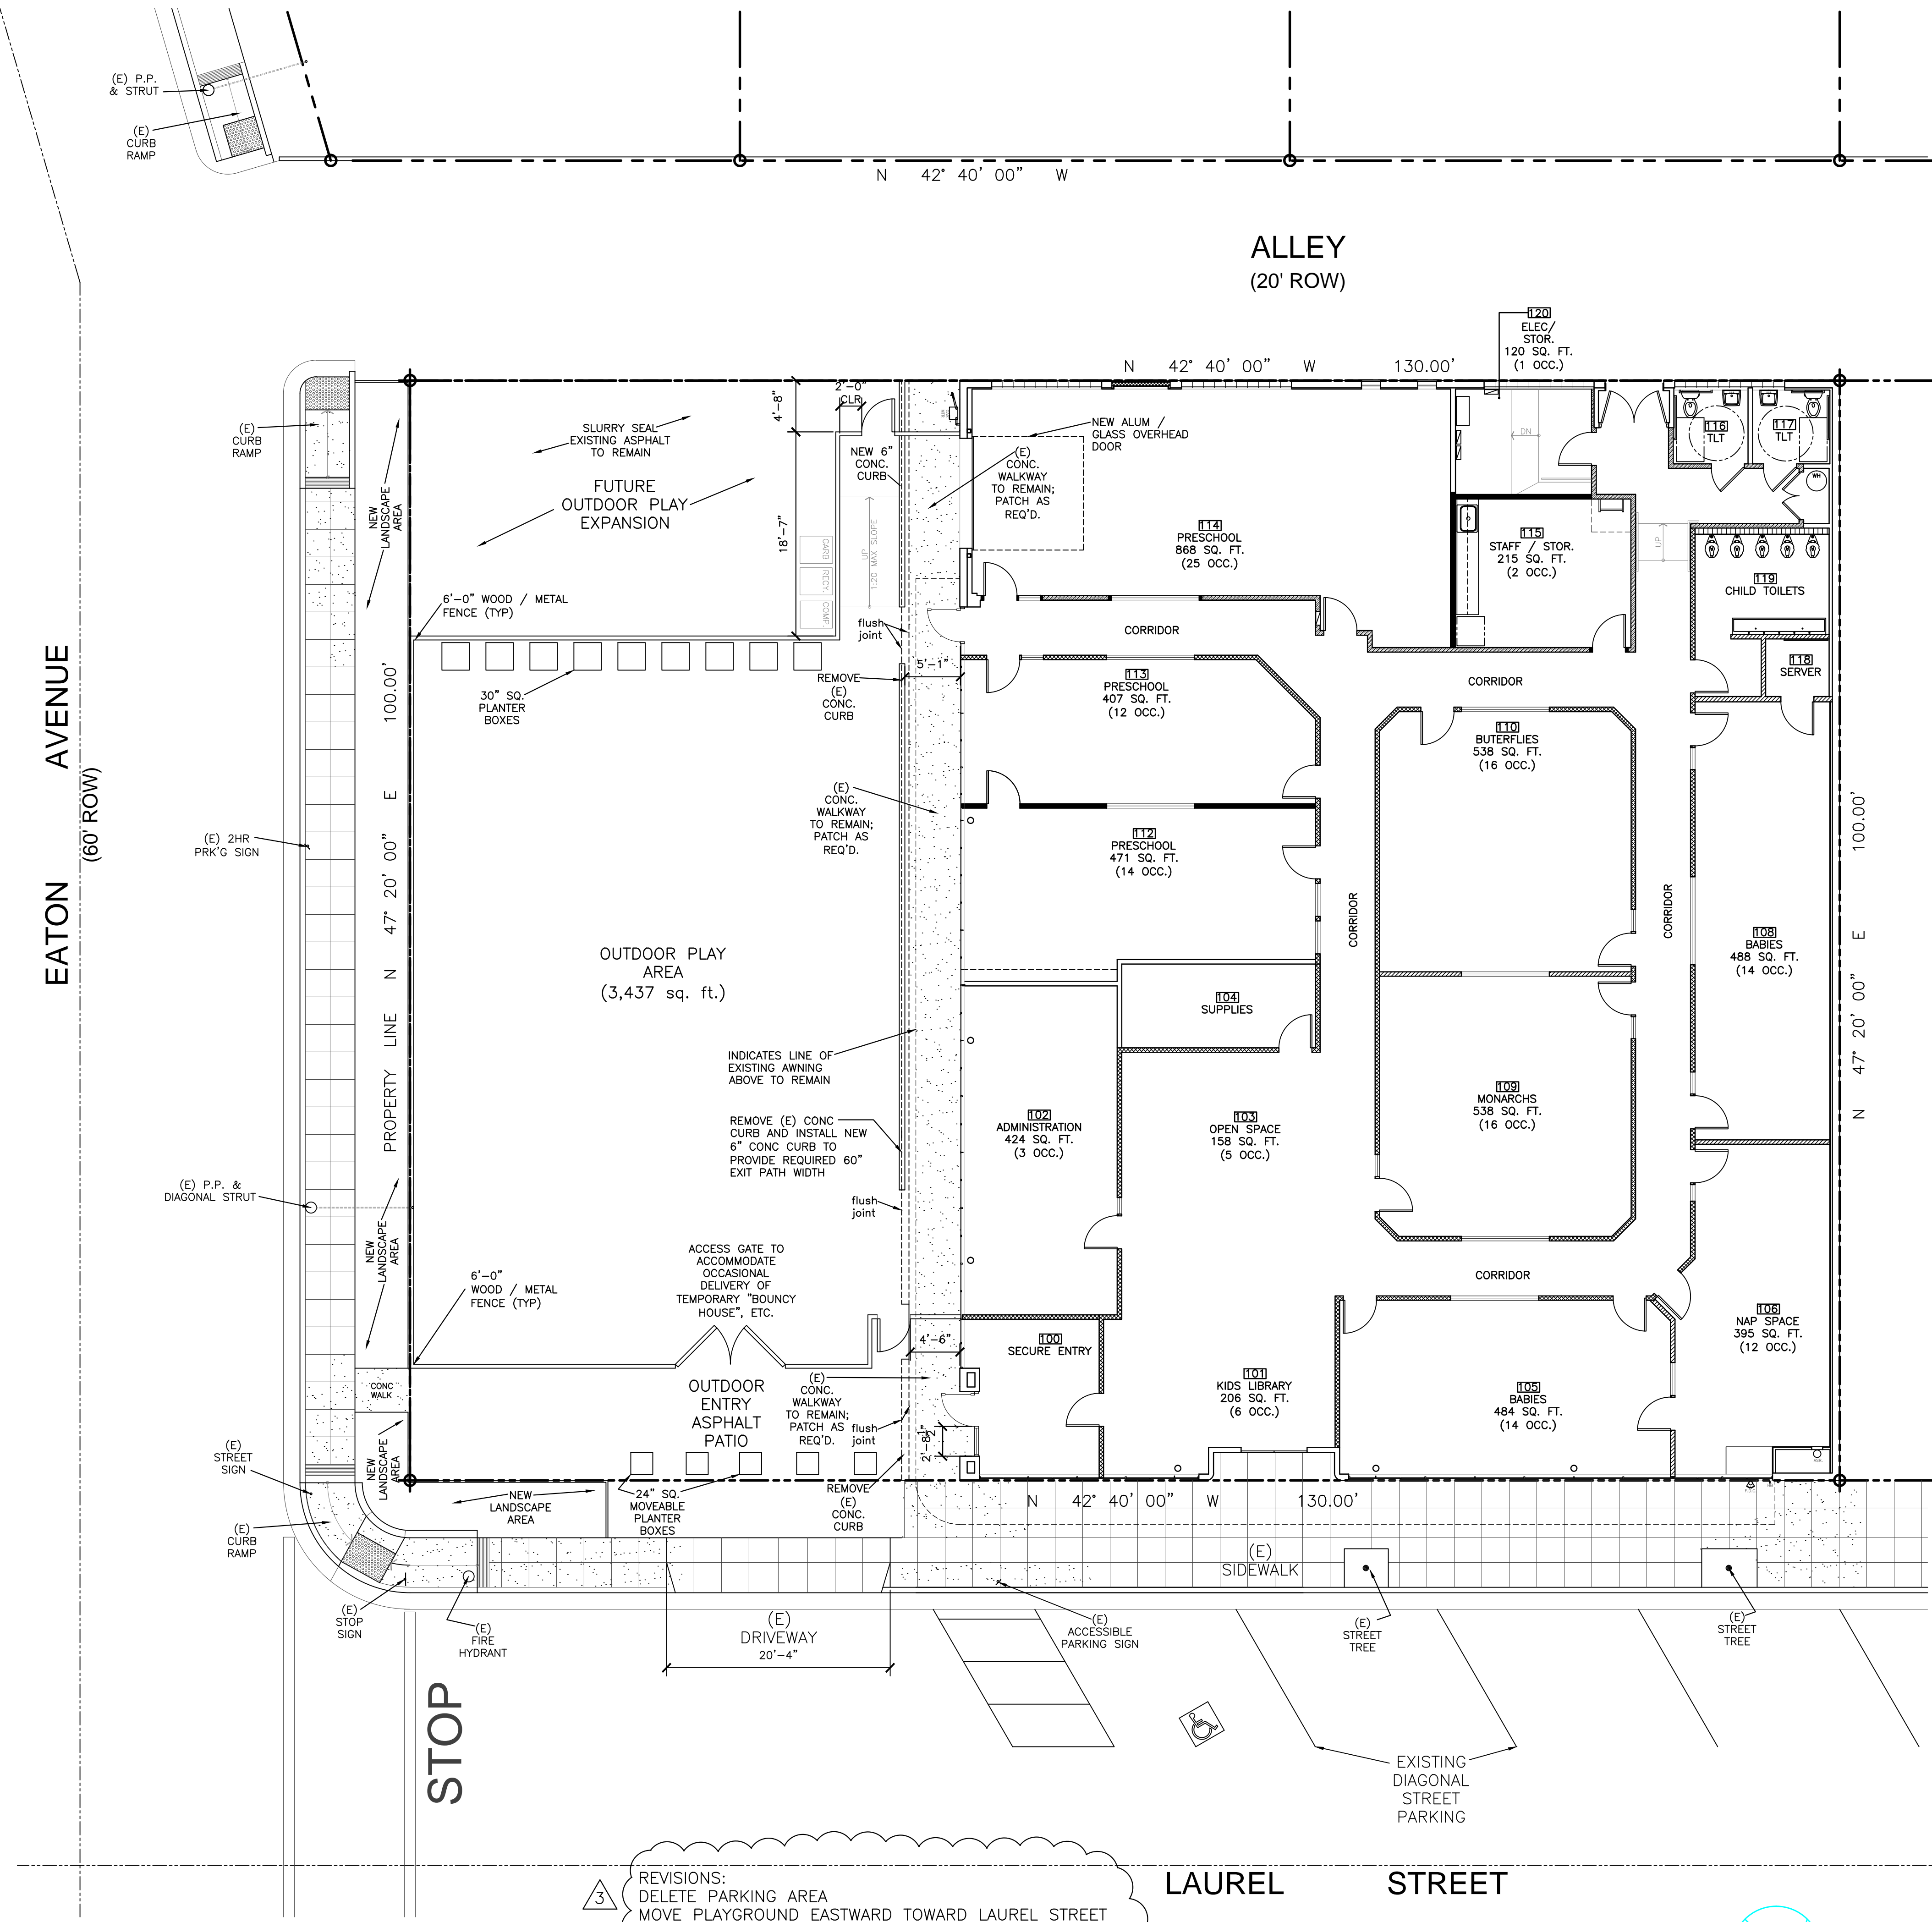 (E) P.P.
& STRUT
(E)
CURB
RAMP
N 42° 40' 00" W
ALLEY
(20' ROW)
120
ELEC/
STOR.
120 SQ. FT.
(1 OCC.)
N 42° 40' 00" W 130.00'
EATON AVENUE
(60' ROW)
(E)
CURB
RAMP
NEW
LANDSCAPE
AREA
SLURRY SEAL
EXISTING ASPHALT
TO REMAIN
FUTURE
OUTDOOR PLAY
EXPANSION
4'-8"
2'-0"
CLR
18'-7"
NEW 6"
CONC.
CURB
UP
1:20 MAX SLOPE
GARB
RECY.
COMP.
(E)
CONC.
WALKWAY
TO REMAIN;
PATCH AS
REQ'D.
NEW ALUM /
GLASS OVERHEAD
DOOR
114
PRESCHOOL
868 SQ. FT.
(25 OCC.)
DN
115
STAFF / STOR.
215 SQ. FT.
(2 OCC.)
UP
116
TLT
117
TLT
WH
119
CHILD TOILETS
118
SERVER
6'-0" WOOD / METAL
FENCE (TYP)
flush
joint
CORRIDOR
5'-1"
REMOVE
(E)
CONC.
CURB
30" SQ.
PLANTER
BOXES
113
PRESCHOOL
407 SQ. FT.
(12 OCC.)
CORRIDOR
110
BUTERFLIES
538 SQ. FT.
(16 OCC.)
PROPERTY LINE N 47° 20' 00" E 100.00'
(E) 2HR
PRK'G SIGN
(E)
CONC.
WALKWAY
TO REMAIN;
PATCH AS
REQ'D.
112
PRESCHOOL
471 SQ. FT.
(14 OCC.)
CORRIDOR
CORRIDOR
108
BABIES
488 SQ. FT.
(14 OCC.)
N 47° 20' 00" E 100.00'
OUTDOOR PLAY
AREA
(3,437 sq. ft.)
104
SUPPLIES
INDICATES LINE OF
EXISTING AWNING
ABOVE TO REMAIN
102
ADMINISTRATION
424 SQ. FT.
(3 OCC.)
103
OPEN SPACE
158 SQ. FT.
(5 OCC.)
109
MONARCHS
538 SQ. FT.
(16 OCC.)
REMOVE (E) CONC
CURB AND INSTALL NEW
6" CONC CURB TO
PROVIDE REQUIRED 60"
EXIT PATH WIDTH
(E) P.P. &
DIAGONAL STRUT
flush
joint
NEW
LANDSCAPE
AREA
6'-0"
WOOD / METAL
FENCE (TYP)
ACCESS GATE TO
ACCOMMODATE
OCCASIONAL
DELIVERY OF
TEMPORARY "BOUNCY
HOUSE", ETC.
CORRIDOR
4'-6"
100
SECURE ENTRY
106
NAP SPACE
395 SQ. FT.
(12 OCC.)
CONC
WALK
OUTDOOR
ENTRY
ASPHALT
PATIO
(E)
CONC.
WALKWAY
TO REMAIN;
PATCH AS
REQ'D.
flush
joint
2'-8½"
101
KIDS LIBRARY
206 SQ. FT.
(6 OCC.)
105
BABIES
484 SQ. FT.
(14 OCC.)
(E)
STREET
SIGN
NEW
LANDSCAPE
AREA
NEW
LANDSCAPE
AREA
24" SQ.
MOVEABLE
PLANTER
BOXES
REMOVE
(E)
CONC.
CURB
N 42° 40' 00" W 130.00'
(E)
CURB
RAMP
(E)
SIDEWALK
(E)
STOP
SIGN
(E)
FIRE
HYDRANT
(E)
DRIVEWAY
20'-4"
(E)
ACCESSIBLE
PARKING SIGN
(E)
STREET
TREE
(E)
STREET
TREE
STOP
EXISTING
DIAGONAL
STREET
PARKING
3
REVISIONS:
DELETE PARKING AREA
MOVE PLAYGROUND EASTWARD TOWARD LAUREL STREET
LAUREL STREET